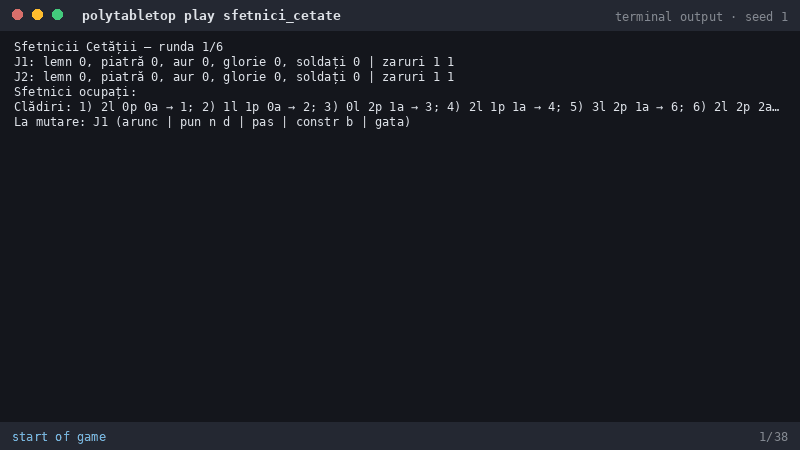 polytabletop play sfetnici_cetate
terminal output · seed 1
Sfetnicii Cetății — runda 1/6
J1: lemn 0, piatră 0, aur 0, glorie 0, soldați 0 | zaruri 1 1
J2: lemn 0, piatră 0, aur 0, glorie 0, soldați 0 | zaruri 1 1
Sfetnici ocupați:
Clădiri: 1) 2l 0p 0a → 1; 2) 1l 1p 0a → 2; 3) 0l 2p 1a → 3; 4) 2l 1p 1a → 4; 5) 3l 2p 1a → 6; 6) 2l 2p 2a…
La mutare: J1 (arunc | pun n d | pas | constr b | gata)
start of game
1/38